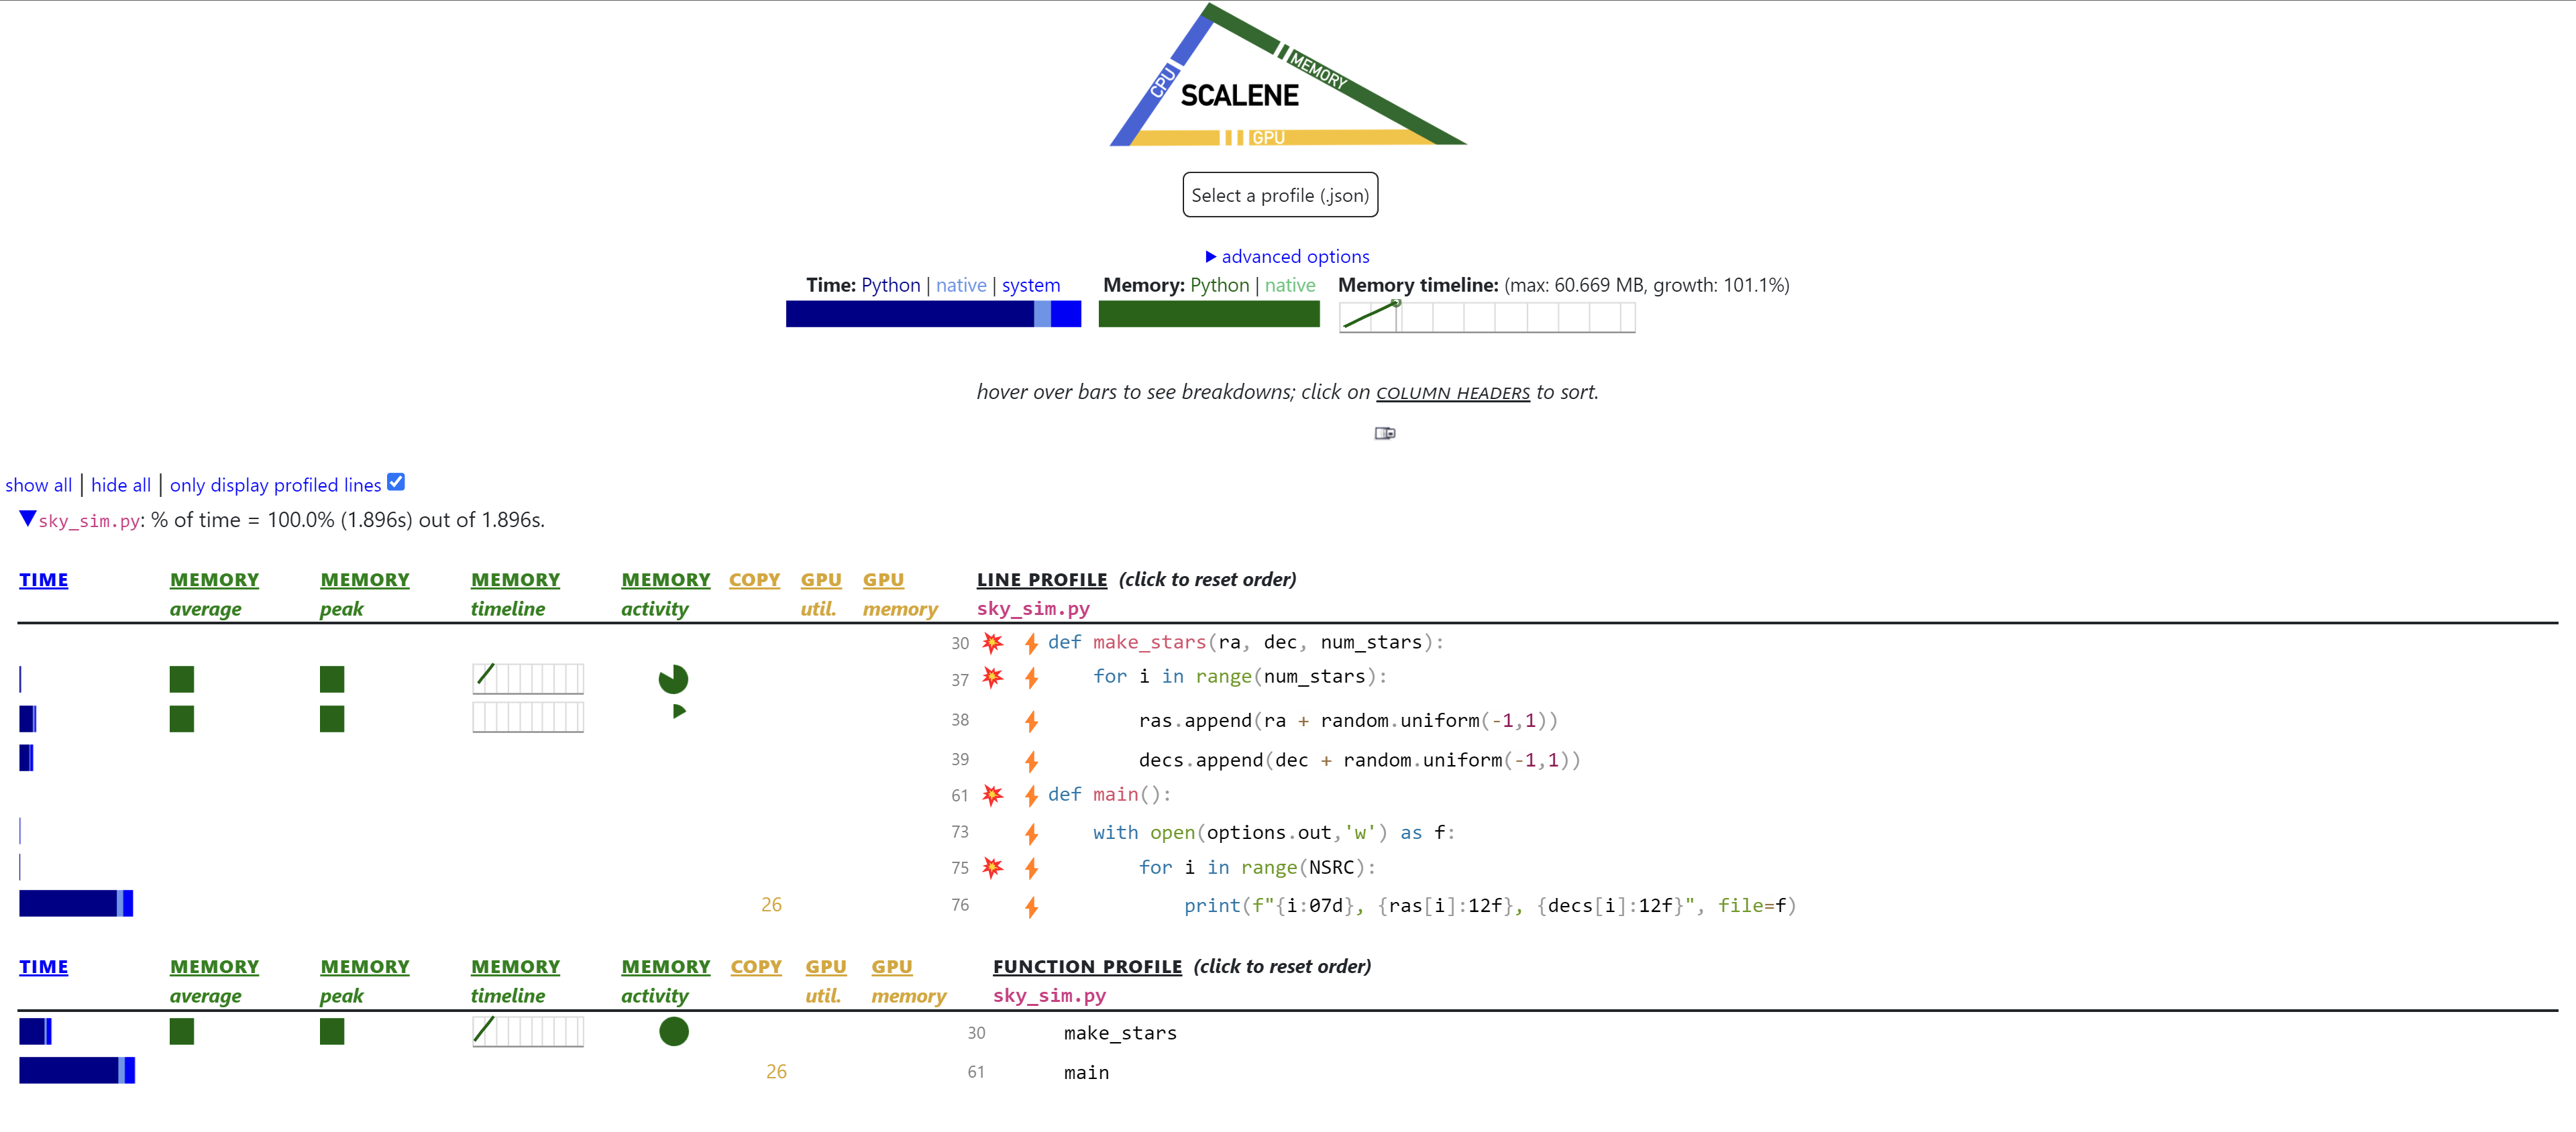 CPU
MEMORY
SCALENE
GPU
Select a profile (.json)
▶ advanced options
Time: Python | native | system
Memory: Python | native
Memory timeline: (max: 60.669 MB, growth: 101.1%)
hover over bars to see breakdowns; click on COLUMN HEADERS to sort.
show all | hide all | only display profiled lines
▼sky_sim.py: % of time = 100.0% (1.896s) out of 1.896s.
TIME MEMORY MEMORY MEMORY MEMORY COPY GPU GPU LINE PROFILE (click to reset order)
average peak timeline activity util. memory sky_sim.py
30 def make_stars(ra, dec, num_stars):
37 for i in range(num_stars):
38 ras.append(ra + random.uniform(-1,1))
39 decs.append(dec + random.uniform(-1,1))
61 def main():
73 with open(options.out,'w') as f:
75 for i in range(NSRC):
26 76 print(f"{i:07d}, {ras[i]:12f}, {decs[i]:12f}", file=f)
TIME MEMORY MEMORY MEMORY MEMORY COPY GPU GPU FUNCTION PROFILE (click to reset order)
average peak timeline activity util. memory sky_sim.py
30 make_stars
26 61 main